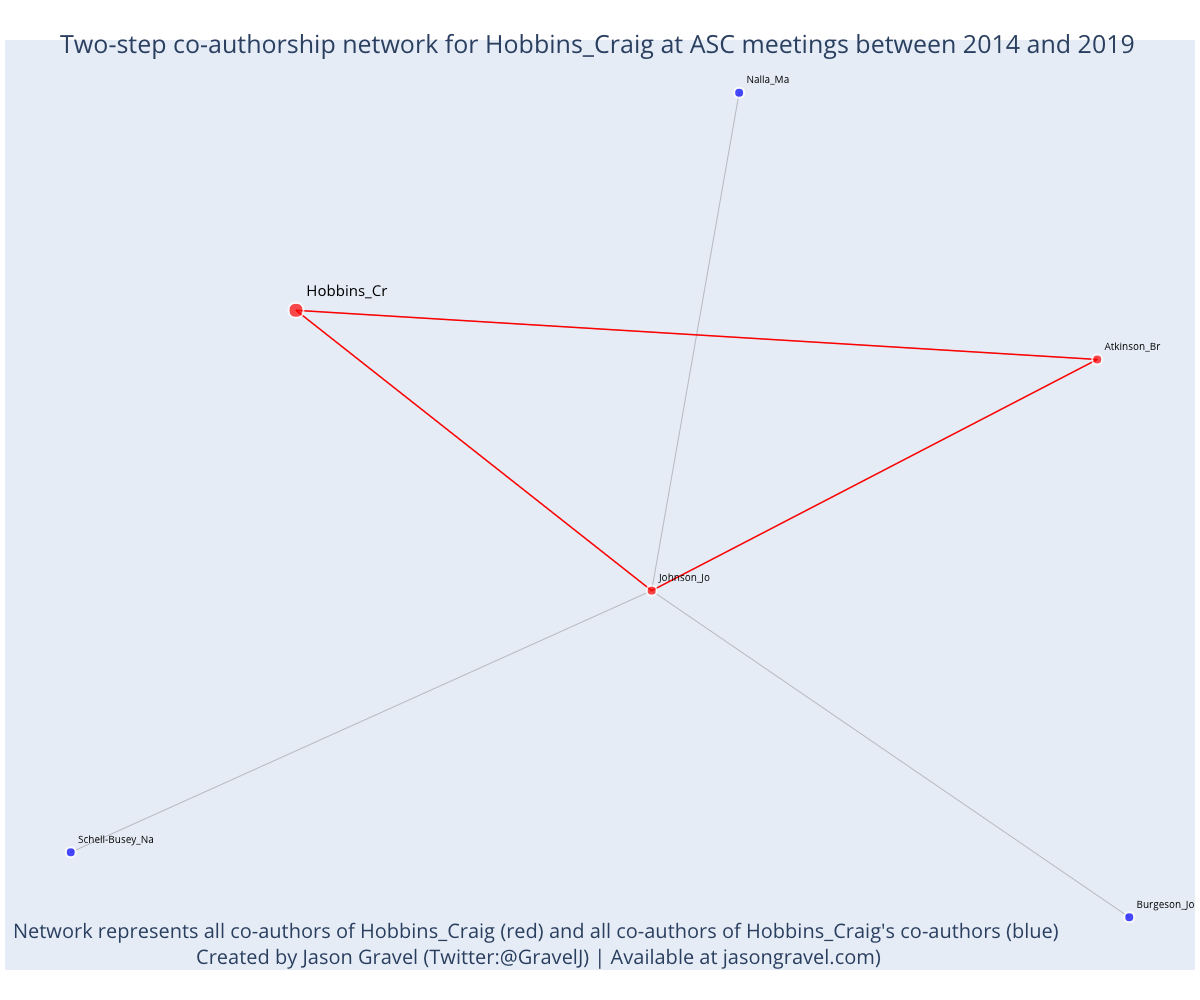 Two-step co-authorship network for Hobbins_Craig at ASC meetings between 2014 and 2019
Nalla_Ma
Hobbins_Cr
Atkinson_Br
Johnson_Jo
Schell-Busey_Na
Burgeson_Jo
Network represents all co-authors of Hobbins_Craig (red) and all co-authors of Hobbins_Craig's co-authors (blue)
Created by Jason Gravel (Twitter:@GravelJ) | Available at jasongravel.com)